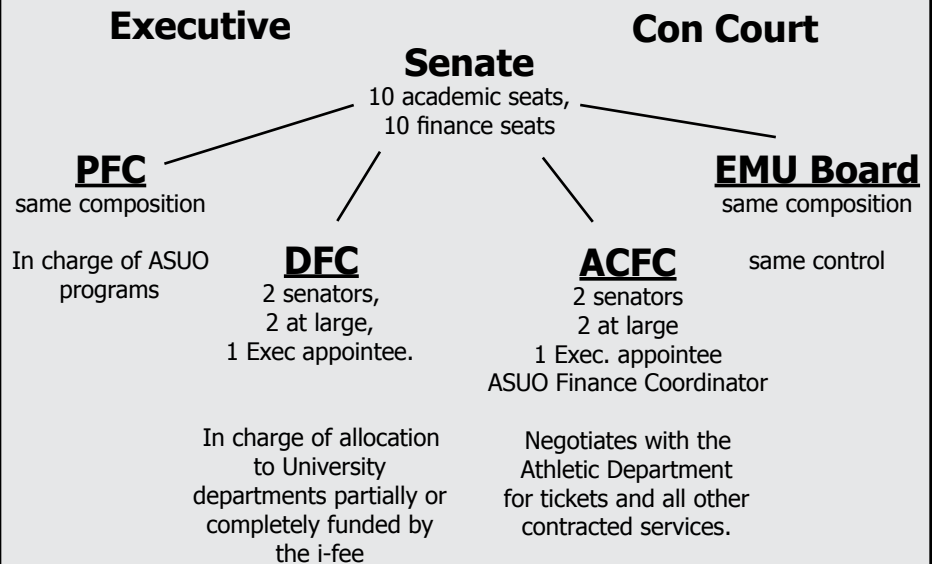 Executive
Con Court
Senate
10 academic seats,
10 finance seats
PFC
same composition
In charge of ASUO
programs
DFC
2 senators,
2 at large,
1 Exec appointee.
In charge of allocation
to University
departments partially or
completely funded by
the i-fee
ACFC
2 senators
2 at large
1 Exec. appointee
ASUO Finance Coordinator
Negotiates with the
Athletic Department
for tickets and all other
contracted services.
EMU Board
same composition
same control